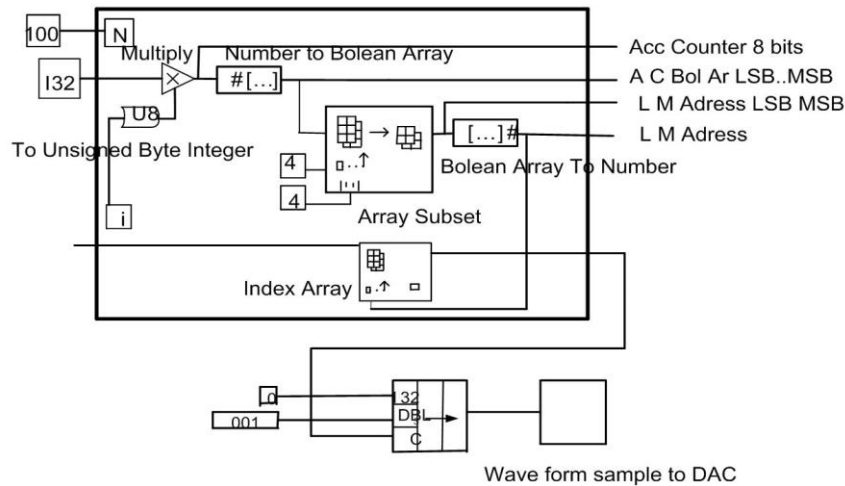 100
N
Multiply
Number to Bolean Array
Acc Counter 8 bits
I32
×
#[...]
A C Bol Ar LSB..MSB
U8
L M Adress LSB MSB
[...]#
L M Adress
To Unsigned Byte Integer
4
Bolean Array To Number
4
i
Array Subset
Index Array
0
132
001
DBL
C
Wave form sample to DAC